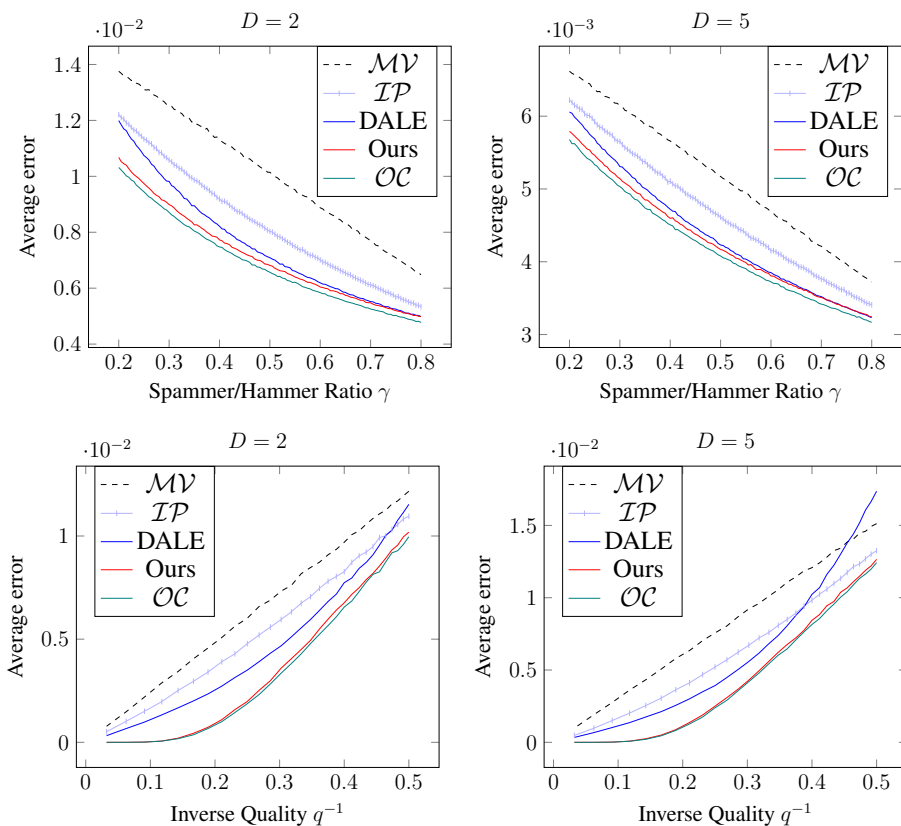 D = 2
·10⁻²
1.4
1.2
1
0.8
0.6
0.4
0.2 0.3 0.4 0.5 0.6 0.7 0.8
Average error
Spammer/Hammer Ratio γ
MV
IP
DALE
Ours
OC
D = 5
·10⁻³
6
5
4
3
0.2 0.3 0.4 0.5 0.6 0.7 0.8
Average error
Spammer/Hammer Ratio γ
MV
IP
DALE
Ours
OC
D = 2
·10⁻²
1
0.5
0
0 0.1 0.2 0.3 0.4 0.5
Average error
Inverse Quality q⁻¹
MV
IP
DALE
Ours
OC
D = 5
·10⁻²
1.5
1
0.5
0
0 0.1 0.2 0.3 0.4 0.5
Average error
Inverse Quality q⁻¹
MV
IP
DALE
Ours
OC